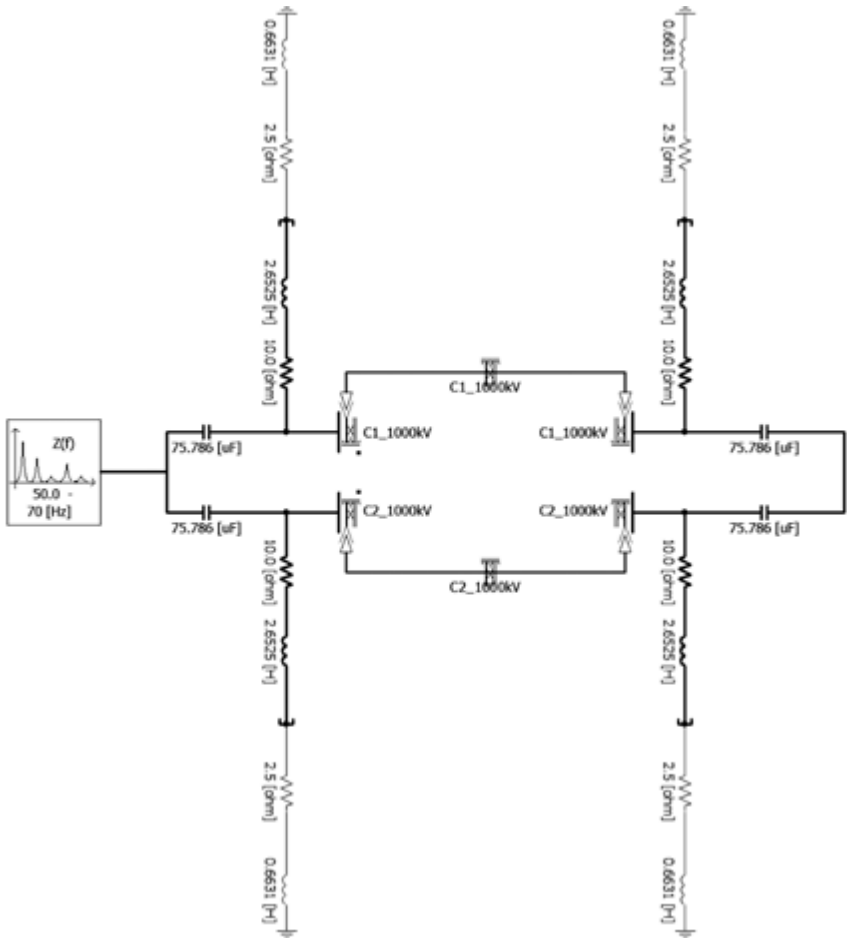 0.6631 [H]
0.6631 [H]
2.5 [ohm]
2.5 [ohm]
2.6525 [H]
2.6525 [H]
10.0 [ohm]
10.0 [ohm]
C1_1000kV
C1_1000kV
C1_1000kV
75.786 [uF]
75.786 [uF]
Z(f)
50.0 -
70 [Hz]
C2_1000kV
C2_1000kV
75.786 [uF]
75.786 [uF]
10.0 [ohm]
10.0 [ohm]
C2_1000kV
2.6525 [H]
2.6525 [H]
2.5 [ohm]
2.5 [ohm]
0.6631 [H]
0.6631 [H]